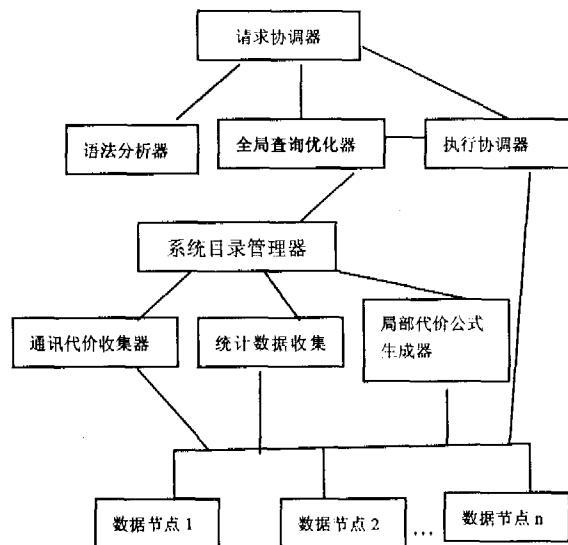 请求协调器
语法分析器
全局查询优化器
执行协调器
系统目录管理器
通讯代价收集器
统计数据收集
局部代价公式
生成器
数据节点1
数据节点2
…
数据节点n